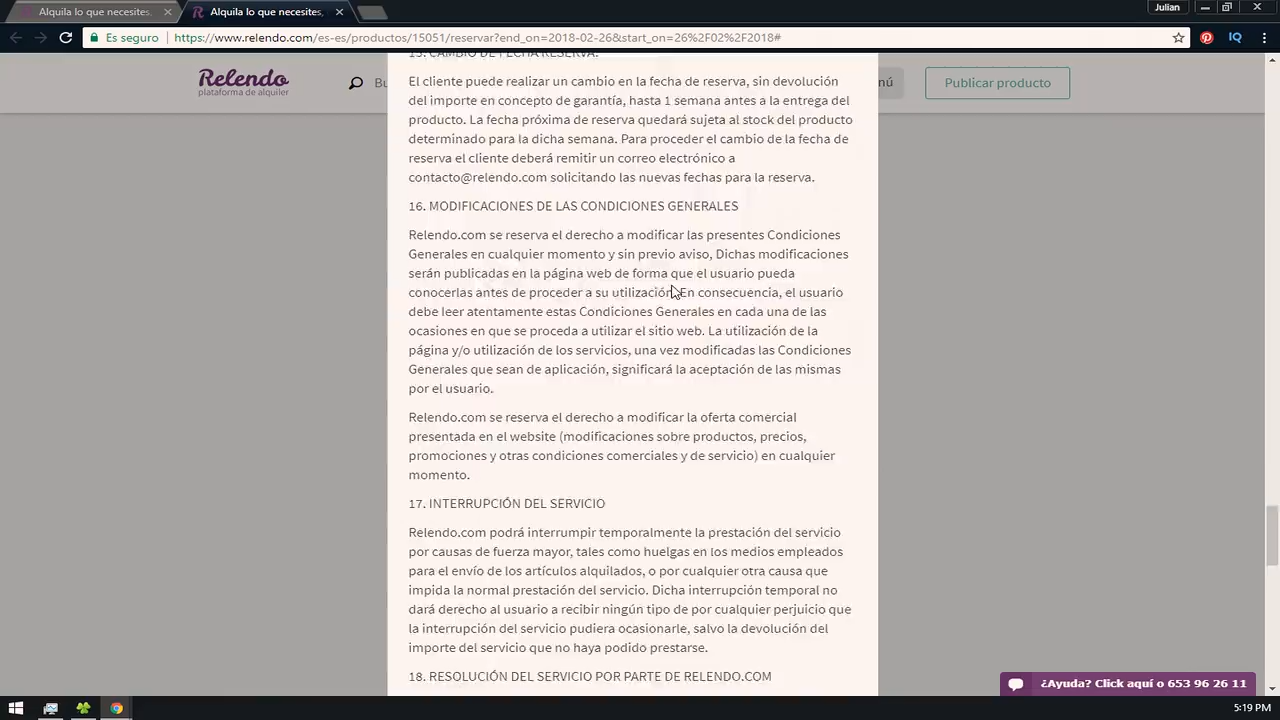 Alquila lo que necesites,
Alquila lo que necesites,
Julian
Es seguro
https://www.relendo.com/es-es/productos/15051/reservar?end_on=2018-02-26&start_on=26%2F02%2F2018#
IQ
Relendo
plataforma de alquiler
Bu
nú
Publicar producto
15. CAMBIO DE FECHA RESERVA.
El cliente puede realizar un cambio en la fecha de reserva, sin devolución
del importe en concepto de garantía, hasta 1 semana antes a la entrega del
producto. La fecha próxima de reserva quedará sujeta al stock del producto
determinado para la dicha semana. Para proceder el cambio de la fecha de
reserva el cliente deberá remitir un correo electrónico a
contacto@relendo.com solicitando las nuevas fechas para la reserva.
16. MODIFICACIONES DE LAS CONDICIONES GENERALES
Relendo.com se reserva el derecho a modificar las presentes Condiciones
Generales en cualquier momento y sin previo aviso, Dichas modificaciones
serán publicadas en la página web de forma que el usuario pueda
conocerlas antes de proceder a su utilización. En consecuencia, el usuario
debe leer atentamente estas Condiciones Generales en cada una de las
ocasiones en que se proceda a utilizar el sitio web. La utilización de la
página y/o utilización de los servicios, una vez modificadas las Condiciones
Generales que sean de aplicación, significará la aceptación de las mismas
por el usuario.
Relendo.com se reserva el derecho a modificar la oferta comercial
presentada en el website (modificaciones sobre productos, precios,
promociones y otras condiciones comerciales y de servicio) en cualquier
momento.
17. INTERRUPCIÓN DEL SERVICIO
Relendo.com podrá interrumpir temporalmente la prestación del servicio
por causas de fuerza mayor, tales como huelgas en los medios empleados
para el envío de los artículos alquilados, o por cualquier otra causa que
impida la normal prestación del servicio. Dicha interrupción temporal no
dará derecho al usuario a recibir ningún tipo de por cualquier perjuicio que
la interrupción del servicio pudiera ocasionarle, salvo la devolución del
importe del servicio que no haya podido prestarse.
18. RESOLUCIÓN DEL SERVICIO POR PARTE DE RELENDO.COM
¿Ayuda? Click aquí o 653 96 26 11
5:19 PM